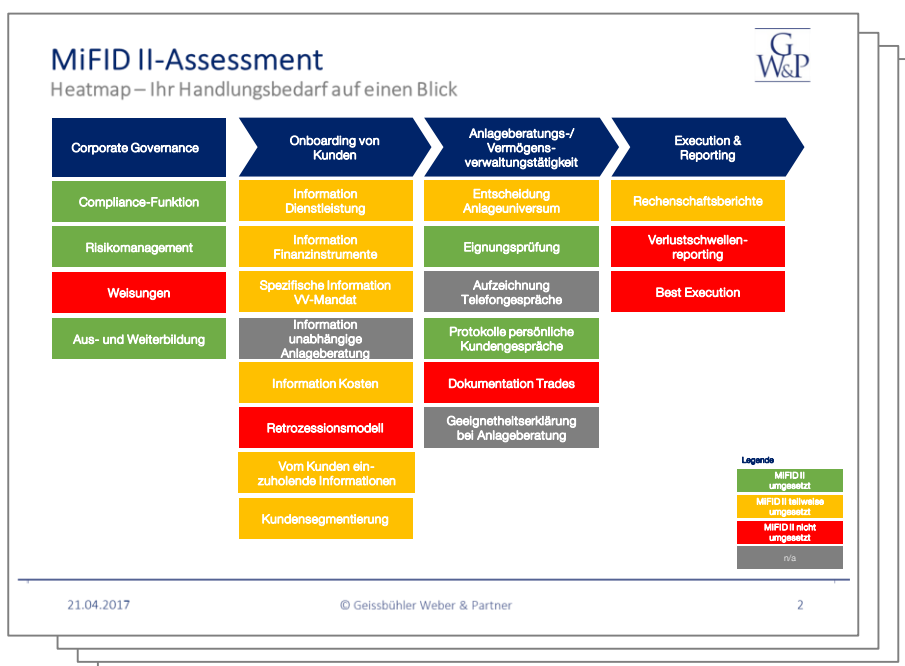 MiFID II-Assessment
Heatmap – Ihr Handlungsbedarf auf einen Blick
G
W&P
Corporate Governance
Compliance-Funktion
Risikomanagement
Weisungen
Aus- und Weiterbildung
Onboarding von
Kunden
Information
Dienstleistung
Information
Finanzinstrumente
Spezifische Information
VV-Mandat
Information
unabhängige
Anlageberatung
Information Kosten
Retrozessionsmodell
Vom Kunden ein-
zuholende Informationen
Kundensegmentierung
Anlageberatungs-/
Vermögens-
verwaltungstätigkeit
Entscheidung
Anlageuniversum
Eignungsprüfung
Aufzeichnung
Telefongespräche
Protokolle persönliche
Kundengespräche
Dokumentation Trades
Geeignetheitserklärung
bei Anlageberatung
Execution &
Reporting
Rechenschaftsberichte
Verlustschwellen-
reporting
Best Execution
Legende
MiFID II
umgesetzt
MiFID II teilweise
umgesetzt
MiFID II nicht
umgesetzt
n/a
21.04.2017
© Geissbühler Weber & Partner
2